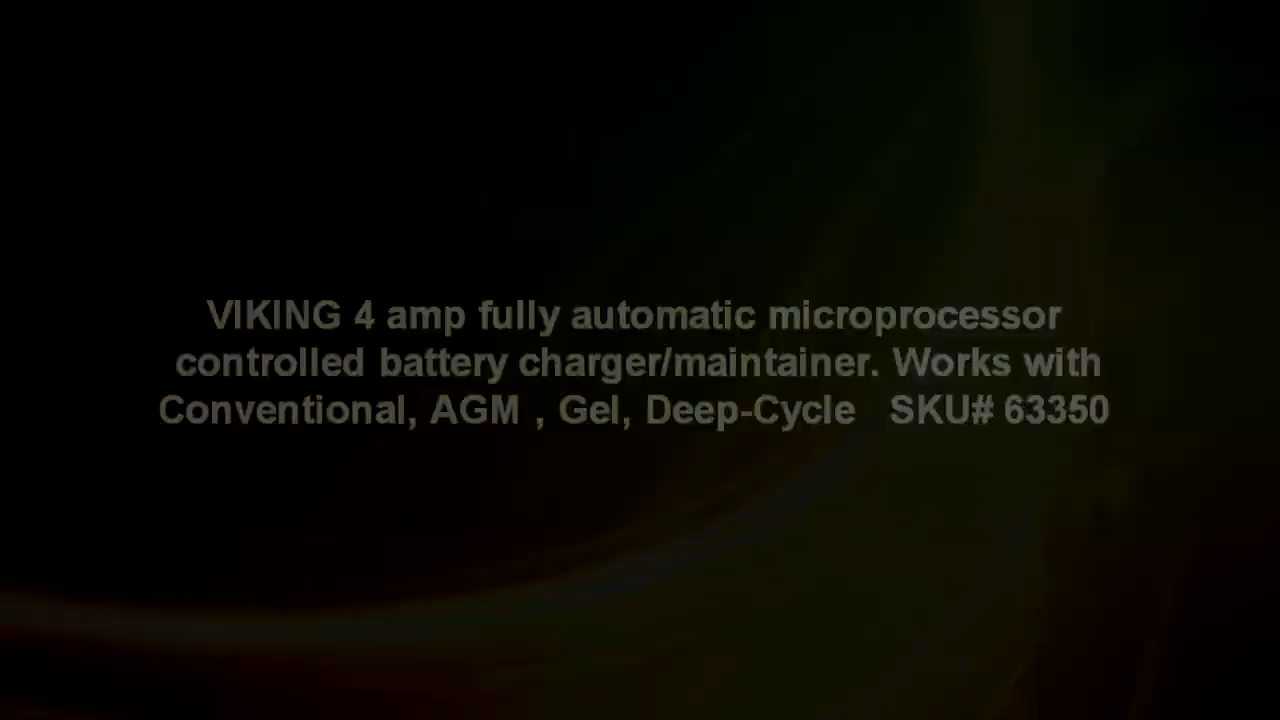 VIKING 4 amp fully automatic microprocessor
controlled battery charger/maintainer. Works with
Conventional, AGM , Gel, Deep-Cycle   SKU# 63350